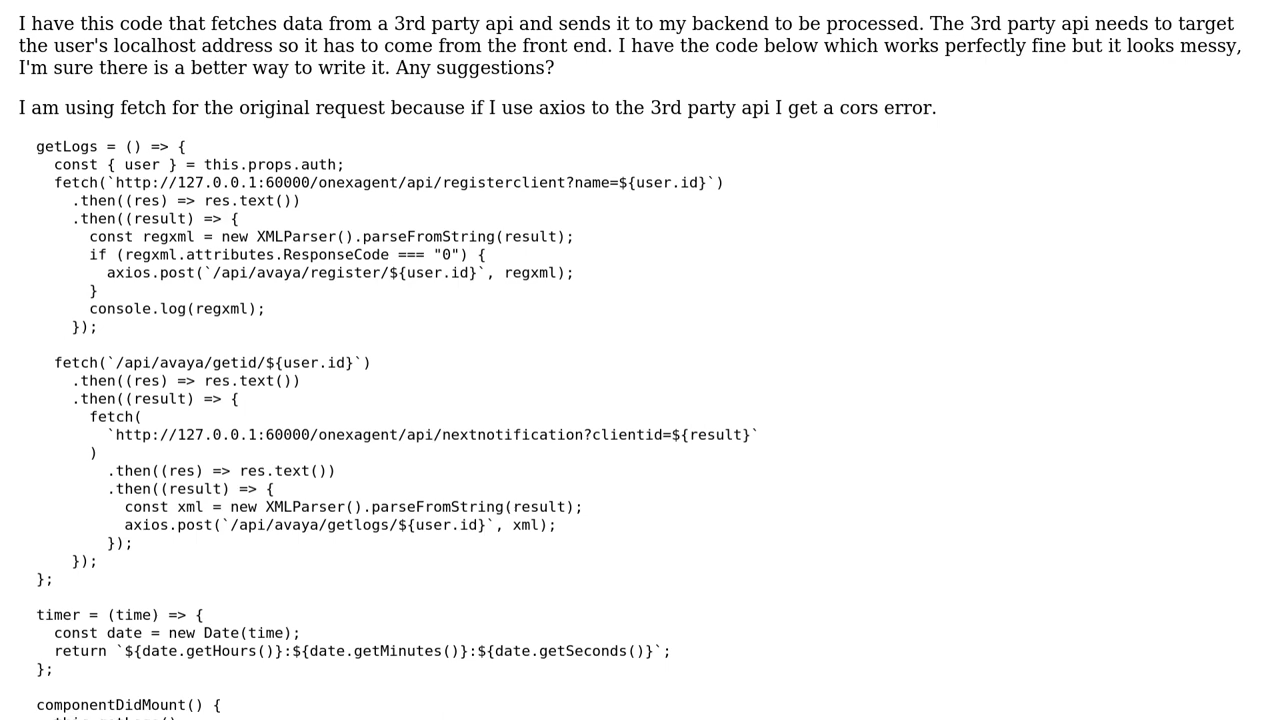 I have this code that fetches data from a 3rd party api and sends it to my backend to be processed. The 3rd party api needs to target
the user's localhost address so it has to come from the front end. I have the code below which works perfectly fine but it looks messy,
I'm sure there is a better way to write it. Any suggestions?
I am using fetch for the original request because if I use axios to the 3rd party api I get a cors error.
getLogs = () => {
const { user } = this.props.auth;
fetch(`http://127.0.0.1:60000/onexagent/api/registerclient?name=${user.id}`)
.then((res) => res.text())
.then((result) => {
const regxml = new XMLParser().parseFromString(result);
if (regxml.attributes.ResponseCode === "0") {
axios.post(`/api/avaya/register/${user.id}`, regxml);
}
console.log(regxml);
});
fetch(`/api/avaya/getid/${user.id}`)
.then((res) => res.text())
.then((result) => {
fetch(
`http://127.0.0.1:60000/onexagent/api/nextnotification?clientid=${result}`
)
.then((res) => res.text())
.then((result) => {
const xml = new XMLParser().parseFromString(result);
axios.post(`/api/avaya/getlogs/${user.id}`, xml);
});
});
};
timer = (time) => {
const date = new Date(time);
return `${date.getHours()}:${date.getMinutes()}:${date.getSeconds()}`;
};
componentDidMount() {